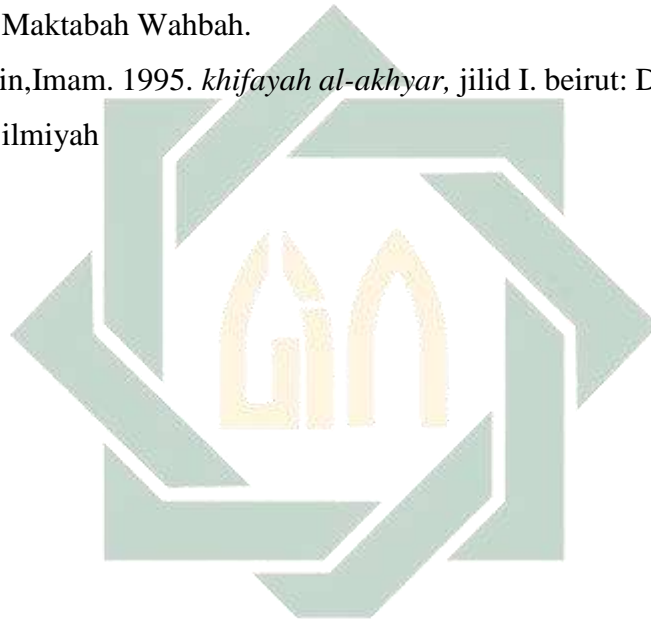 Maktabah Wahbah.
in,Imam. 1995. khifayah al-akhyar, jilid I. beirut: D
ilmiyah